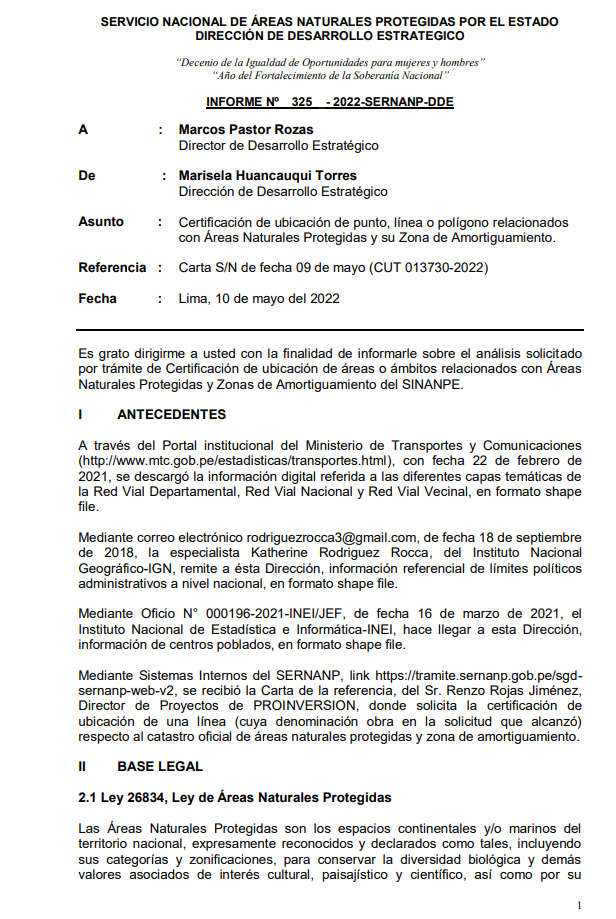 SERVICIO NACIONAL DE ÁREAS NATURALES PROTEGIDAS POR EL ESTADO
DIRECCIÓN DE DESARROLLO ESTRATEGICO
“Decenio de la Igualdad de Oportunidades para mujeres y hombres”
“Año del Fortalecimiento de la Soberanía Nacional”
INFORME Nº 325 - 2022-SERNANP-DDE
A : Marcos Pastor Rozas
Director de Desarrollo Estratégico
De : Marisela Huancauqui Torres
Dirección de Desarrollo Estratégico
Asunto : Certificación de ubicación de punto, línea o polígono relacionados
con Áreas Naturales Protegidas y su Zona de Amortiguamiento.
Referencia : Carta S/N de fecha 09 de mayo (CUT 013730-2022)
Fecha : Lima, 10 de mayo del 2022
Es grato dirigirme a usted con la finalidad de informarle sobre el análisis solicitado
por trámite de Certificación de ubicación de áreas o ámbitos relacionados con Áreas
Naturales Protegidas y Zonas de Amortiguamiento del SINANPE.
I ANTECEDENTES
A través del Portal institucional del Ministerio de Transportes y Comunicaciones
(http://www.mtc.gob.pe/estadisticas/transportes.html), con fecha 22 de febrero de
2021, se descargó la información digital referida a las diferentes capas temáticas de
la Red Vial Departamental, Red Vial Nacional y Red Vial Vecinal, en formato shape
file.
Mediante correo electrónico rodriguezrocca3@gmail.com, de fecha 18 de septiembre
de 2018, la especialista Katherine Rodriguez Rocca, del Instituto Nacional
Geográfico-IGN, remite a ésta Dirección, información referencial de límites políticos
administrativos a nivel nacional, en formato shape file.
Mediante Oficio N° 000196-2021-INEI/JEF, de fecha 16 de marzo de 2021, el
Instituto Nacional de Estadística e Informática-INEI, hace llegar a esta Dirección,
información de centros poblados, en formato shape file.
Mediante Sistemas Internos del SERNANP, link https://tramite.sernanp.gob.pe/sgd-
sernanp-web-v2, se recibió la Carta de la referencia, del Sr. Renzo Rojas Jiménez,
Director de Proyectos de PROINVERSION, donde solicita la certificación de
ubicación de una línea (cuya denominación obra en la solicitud que alcanzó)
respecto al catastro oficial de áreas naturales protegidas y zona de amortiguamiento.
II BASE LEGAL
2.1 Ley 26834, Ley de Áreas Naturales Protegidas
Las Áreas Naturales Protegidas son los espacios continentales y/o marinos del
territorio nacional, expresamente reconocidos y declarados como tales, incluyendo
sus categorías y zonificaciones, para conservar la diversidad biológica y demás
valores asociados de interés cultural, paisajístico y científico, así como por su
1